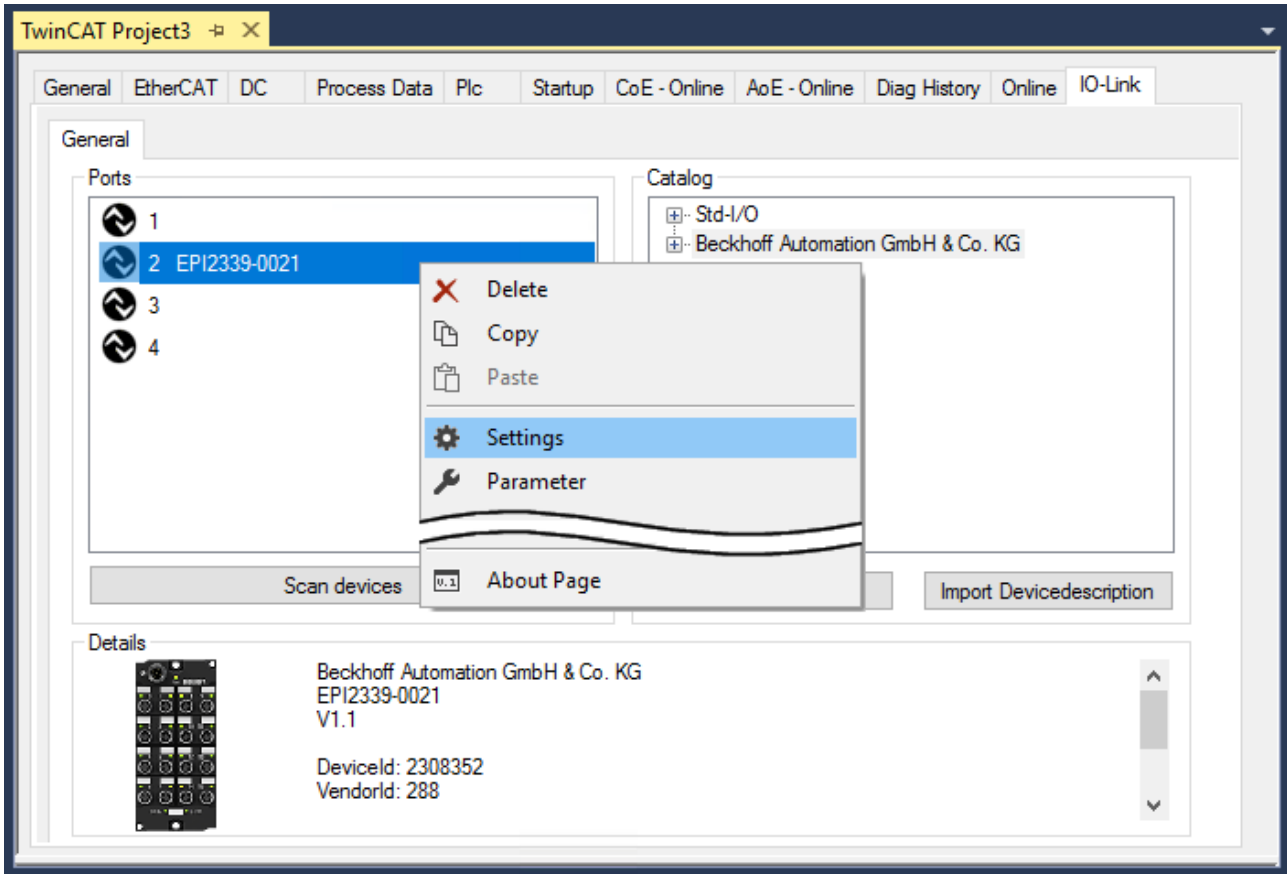 TwinCAT Project3
General EtherCAT DC Process Data Plc Startup CoE - Online AoE - Online Diag History Online IO-Link
General
Ports
Catalog
1
2 EPI2339-0021
3
4
Std-I/O
Beckhoff Automation GmbH & Co. KG
Delete
Copy
Paste
Settings
Parameter
About Page
Scan devices
Import Devicedescription
Details
Beckhoff Automation GmbH & Co. KG
EPI2339-0021
V1.1
DeviceId: 2308352
VendorId: 288